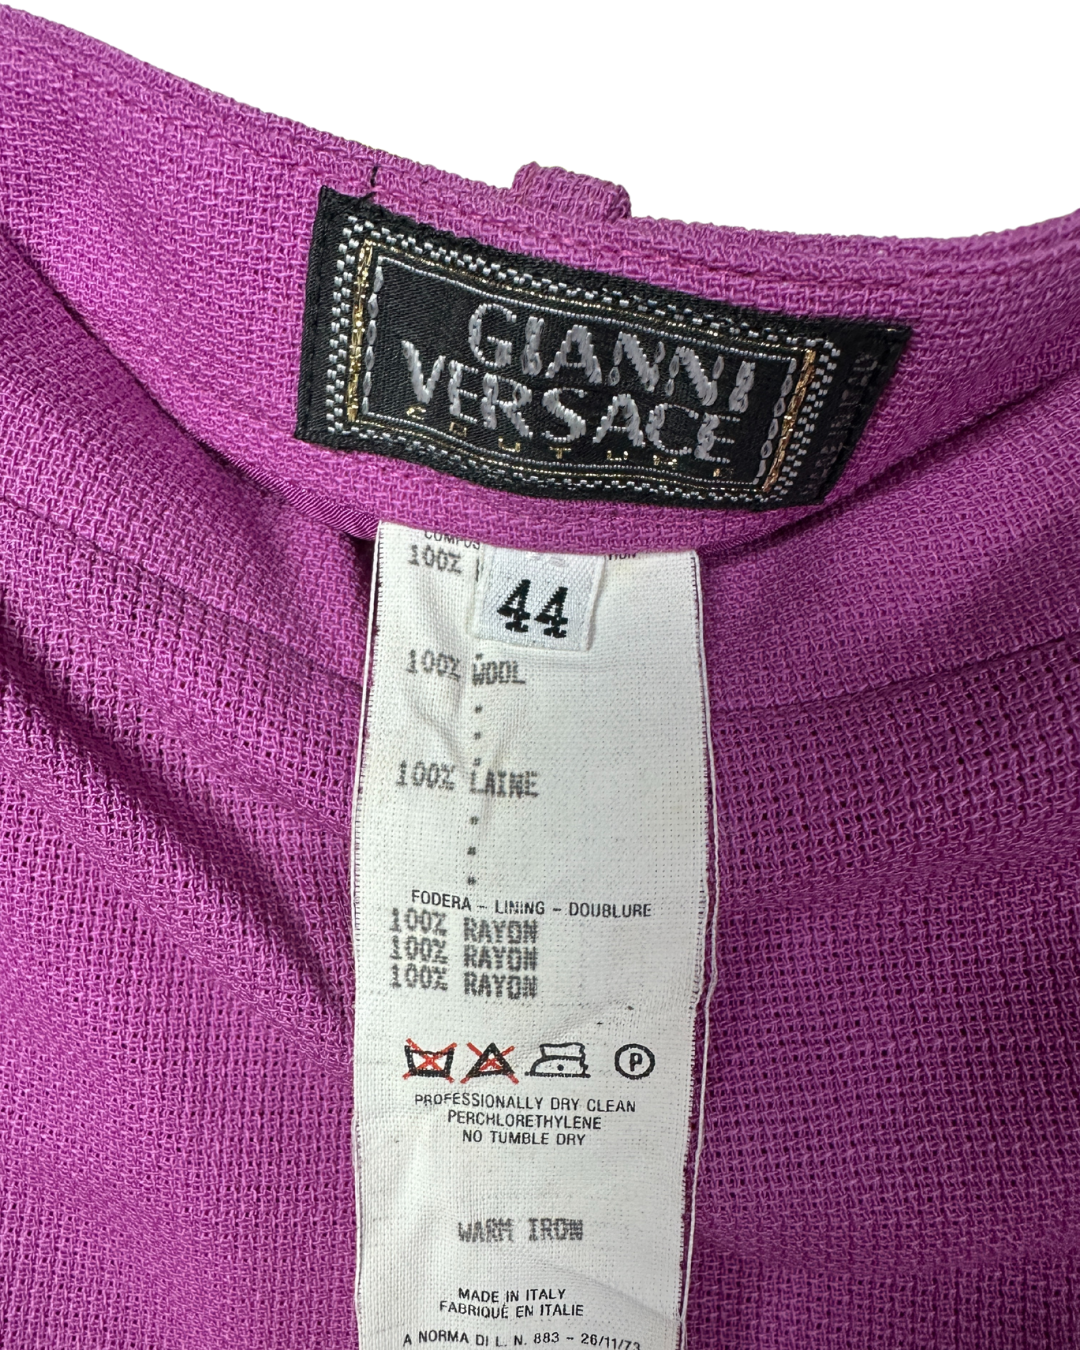 GIANNI
VERSACE
COUTURE
100%
44
100% WOOL
100% LAINE
FODERA - LINING - DOUBLURE
100% RAYON
100% RAYON
100% RAYON
P
PROFESSIONALLY DRY CLEAN
PERCHLORETHYLENE
NO TUMBLE DRY
WARM IRON
MADE IN ITALY
FABRIQUÉ EN ITALIE
A NORMA DI L. N. 883 - 26/11/73